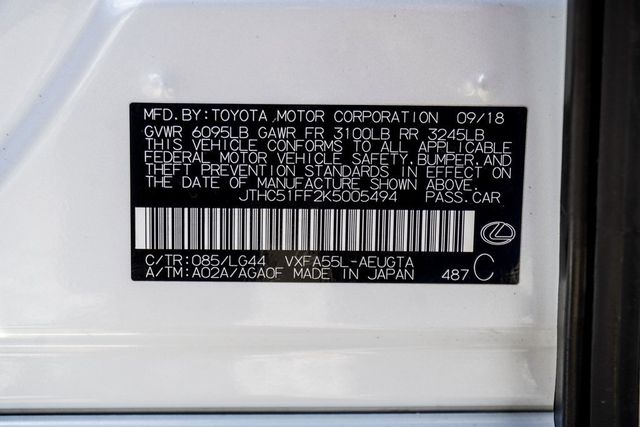 MFD.BY:TOYOTA MOTOR CORPORATION 09/18
GVWR 6095LB GAWR FR 3100LB RR 3245LB
THIS VEHICLE CONFORMS TO ALL APPLICABLE
FEDERAL MOTOR VEHICLE SAFETY,BUMPER,AND
THEFT PREVENTION STANDARDS IN EFFECT ON
THE DATE OF MANUFACTURE SHOWN ABOVE.
JTHC51FF2K5005494 PASS.CAR
C/TR:085/LG44 VXFA55L-AEUGTA
A/TM:A02A/AGA0F MADE IN JAPAN 487 C